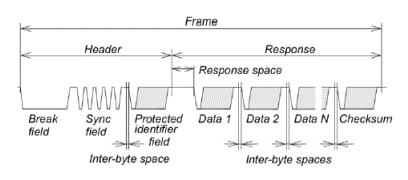 Frame
Header
Response
Response space
Break field
Sync field
Protected identifier field
Data 1
Data 2
Data N
Checksum
Inter-byte space
Inter-byte spaces